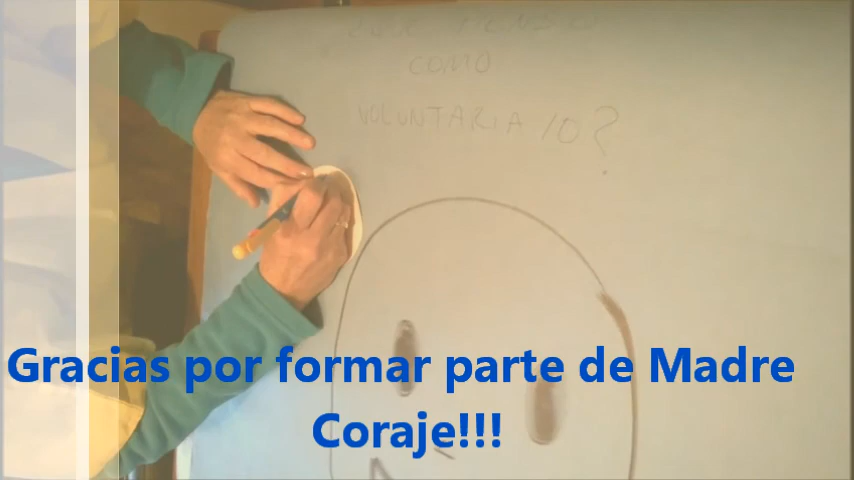 COMO
VOLUNTARIA/O?
Gracias por formar parte de Madre
Coraje!!!